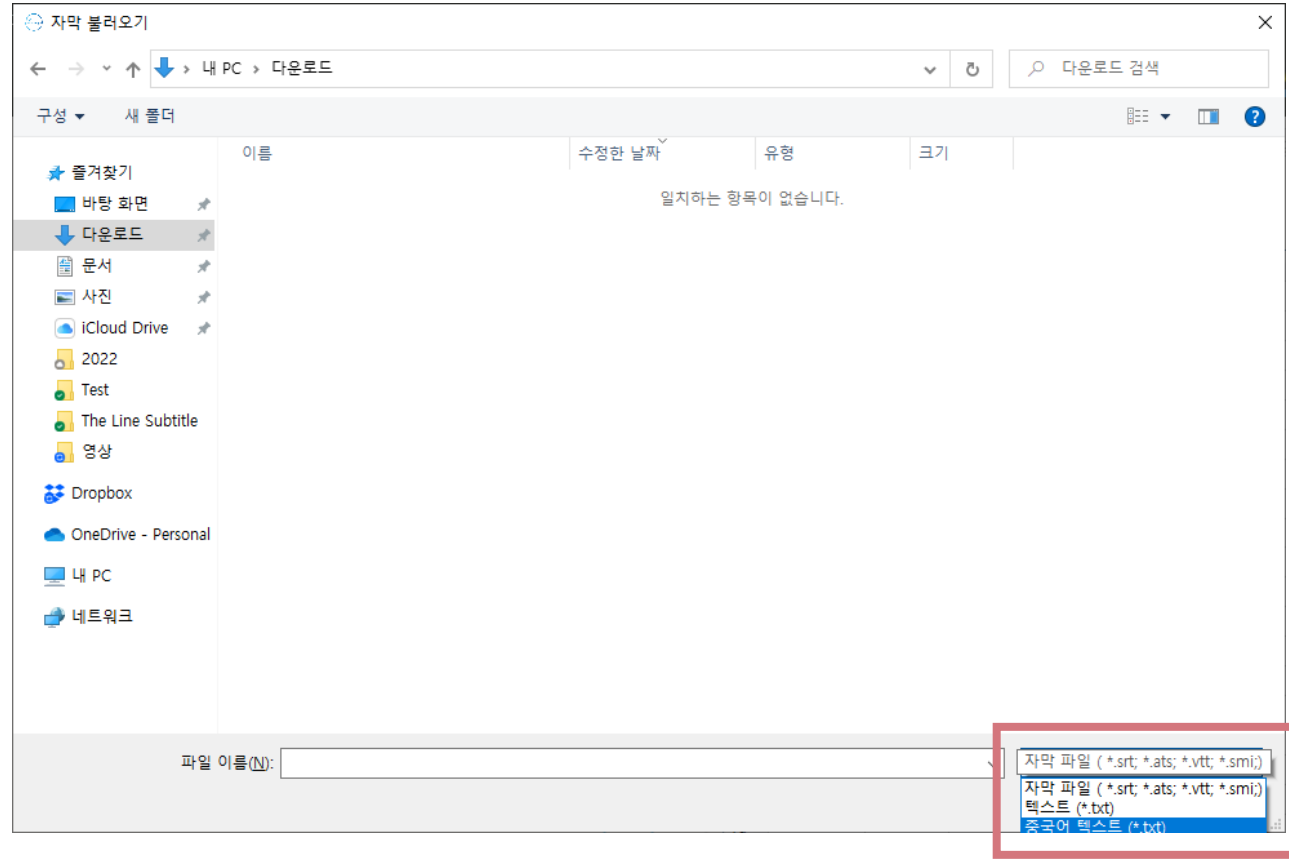 자막 불러오기
내 PC > 다운로드
다운로드 검색
구성
새 폴더
이름
수정한 날짜
유형
크기
즐겨찾기
바탕 화면
다운로드
문서
사진
iCloud Drive
2022
Test
The Line Subtitle
영상
Dropbox
OneDrive - Personal
내 PC
네트워크
일치하는 항목이 없습니다.
파일 이름(N):
자막 파일 ( *.srt; *.ats; *.vtt; *.smi;)
자막 파일 ( *.srt; *.ats; *.vtt; *.smi;)
텍스트 (*.txt)
중국어 텍스트 (*.txt)